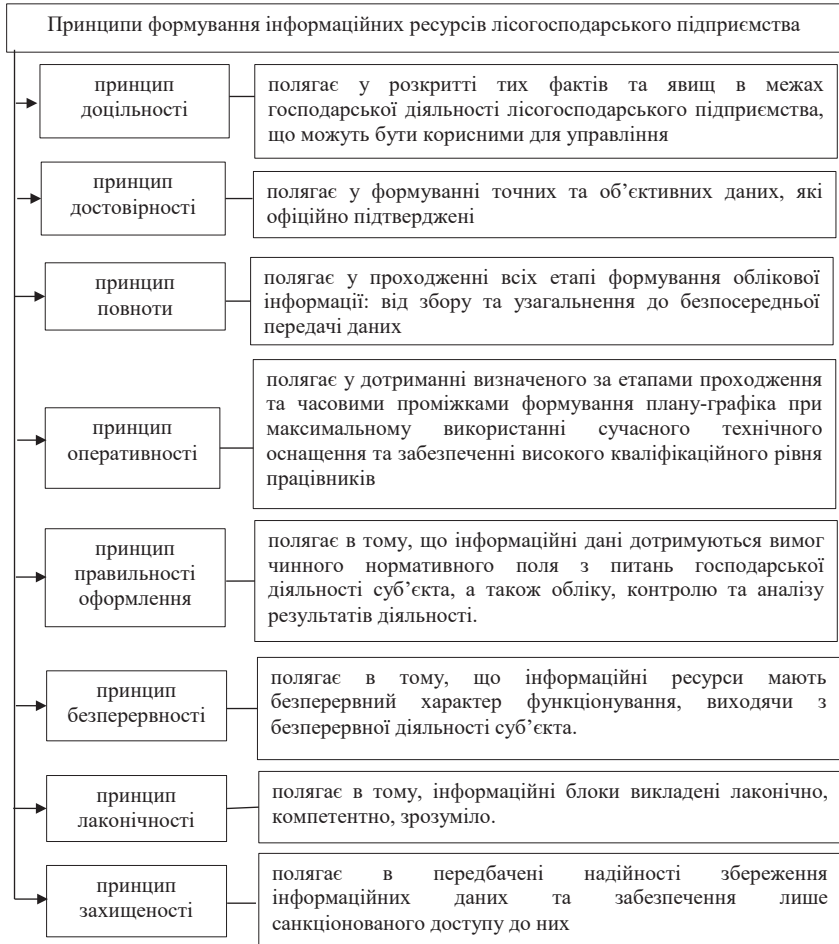 Принципи формування інформаційних ресурсів лісогосподарського підприємства
принцип
доцільності
полягає у розкритті тих фактів та явищ в межах
господарської діяльності лісогосподарського підприємства,
що можуть бути корисними для управління
принцип
достовірності
полягає у формуванні точних та об’єктивних даних, які
офіційно підтверджені
принцип
повноти
полягає у проходженні всіх етапі формування облікової
інформації: від збору та узагальнення до безпосередньої
передачі даних
принцип
оперативності
полягає у дотриманні визначеного за етапами проходження
та часовими проміжками формування плану-графіка при
максимальному використанні сучасного технічного
оснащення та забезпеченні високого кваліфікаційного рівня
працівників
принцип
правильності
оформлення
полягає в тому, що інформаційні дані дотримуються вимог
чинного нормативного поля з питань господарської
діяльності суб’єкта, а також обліку, контролю та аналізу
результатів діяльності.
принцип
безперервності
полягає в тому, що інформаційні ресурси мають
безперервний характер функціонування, виходячи з
безперервної діяльності суб’єкта.
принцип
лаконічності
полягає в тому, інформаційні блоки викладені лаконічно,
компетентно, зрозуміло.
принцип
захищеності
полягає в передбачені надійності збереження
інформаційних даних та забезпечення лише
санкціонованого доступу до них